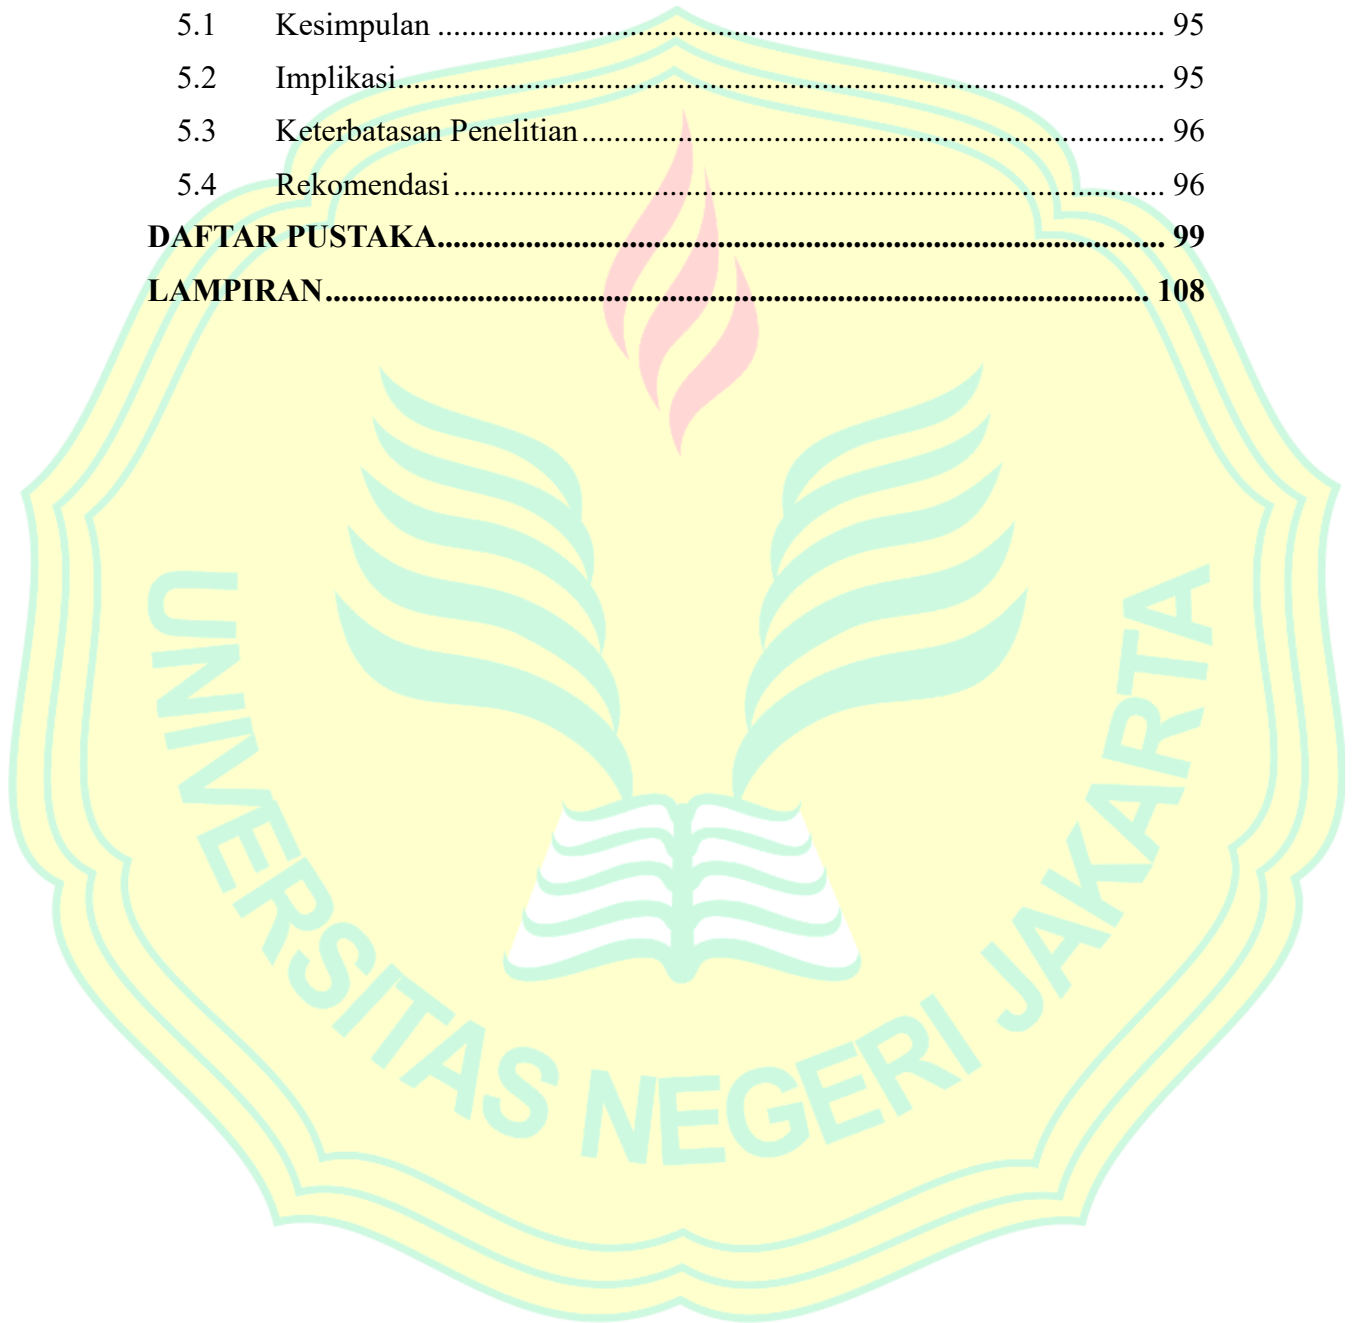 5.1 Kesimpulan ........................................................................................... 95
5.2 Implikasi................................................................................................ 95
5.3 Keterbatasan Penelitian......................................................................... 96
5.4 Rekomendasi......................................................................................... 96
DAFTAR PUSTAKA........................................................................................... 99
LAMPIRAN....................................................................................................... 108
UNIVERSITAS NEGERI JAKARTA